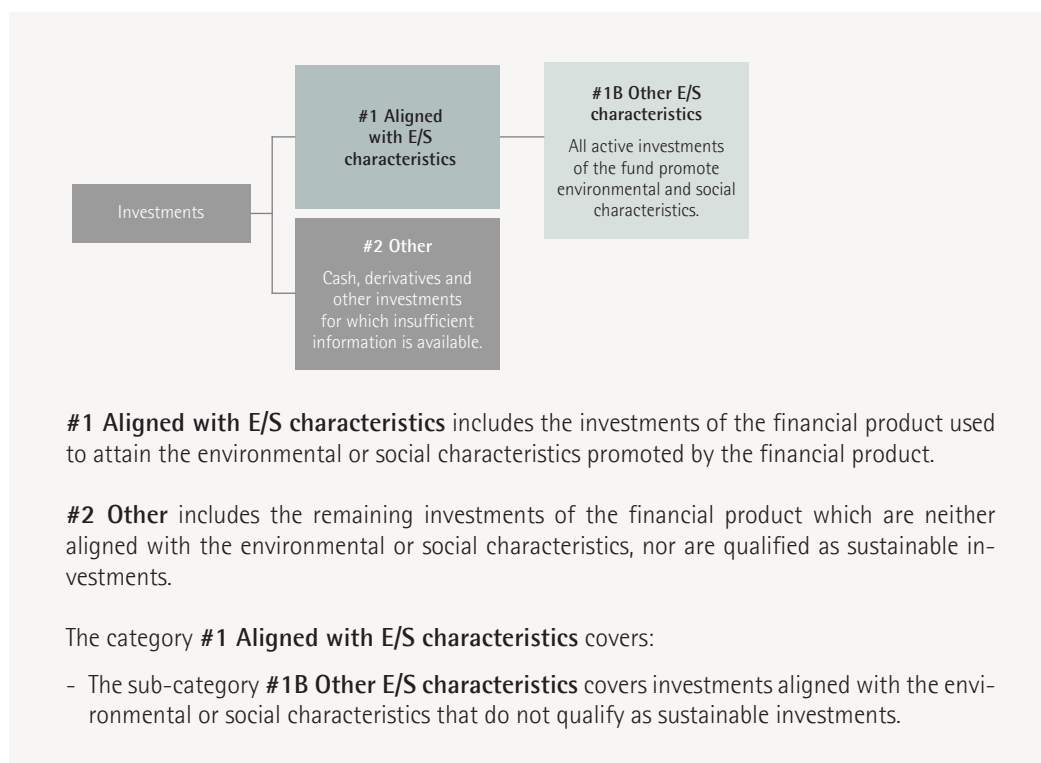 Investments
#1 Aligned
with E/S
characteristics
#1B Other E/S
characteristics
All active investments
of the fund promote
environmental and social
characteristics.
#2 Other
Cash, derivatives and
other investments
for which insufficient
information is available.
#1 Aligned with E/S characteristics includes the investments of the financial product used
to attain the environmental or social characteristics promoted by the financial product.
#2 Other includes the remaining investments of the financial product which are neither
aligned with the environmental or social characteristics, nor are qualified as sustainable in-
vestments.
The category #1 Aligned with E/S characteristics covers:
- The sub-category #1B Other E/S characteristics covers investments aligned with the envi-
ronmental or social characteristics that do not qualify as sustainable investments.